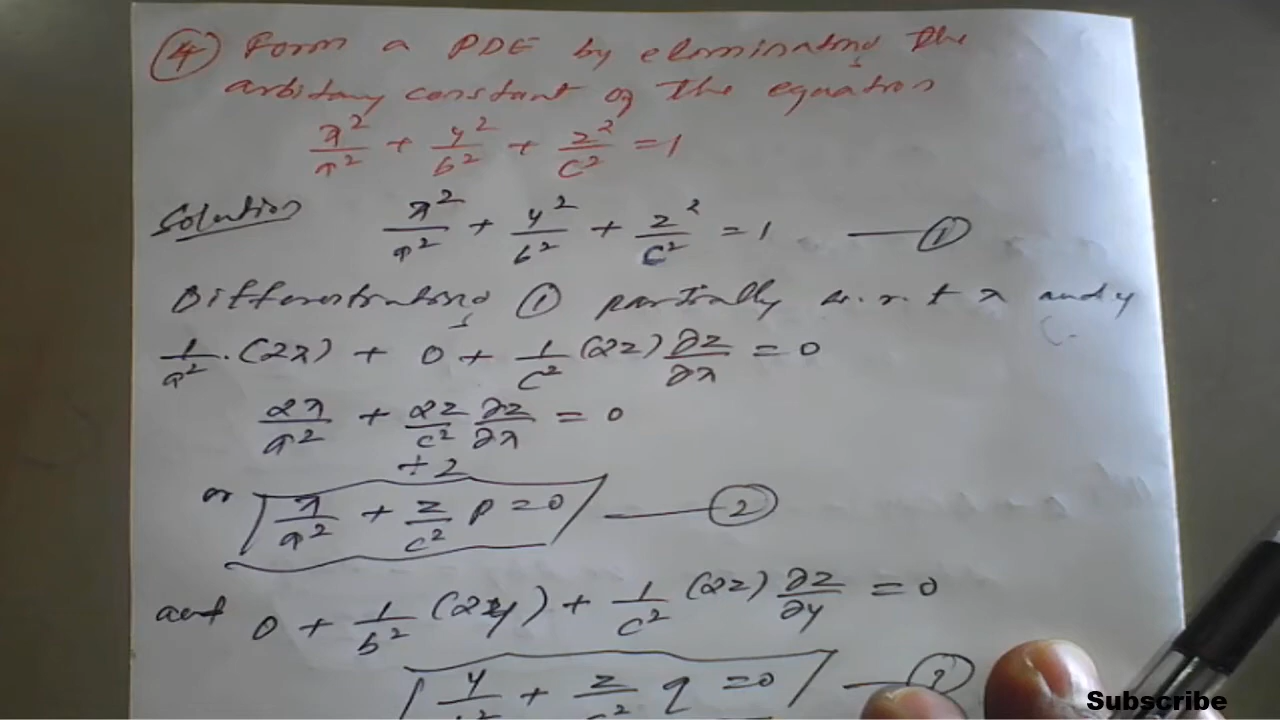 ④ Form a PDE by eliminating the
arbitary constant of the equation
x²/a² + y²/b² + z²/c² = 1
Solution x²/a² + y²/b² + z²/c² = 1 — ①
Differentiating ① partially w.r.t x and y
1/a² . (2x) + 0 + 1/c² (2z) ∂z/∂x = 0
2x/a² + 2z/c² ∂z/∂x = 0
÷2
or x/a² + z/c² p = 0 — ②
and 0 + 1/b² (2y) + 1/c² (2z) ∂z/∂y = 0
y/b² + z/c² q = 0 —
Subscribe